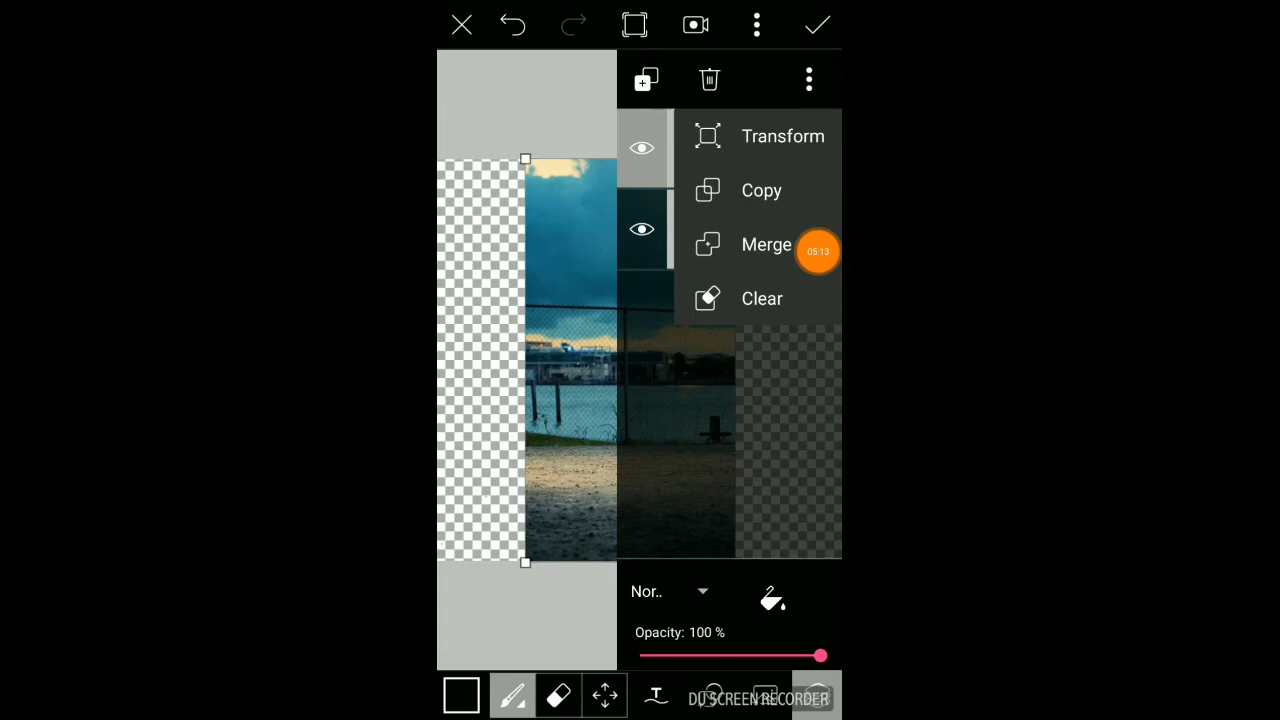 Transform
Copy
Merge
05:13
Clear
Nor..
Opacity: 100 %
T
DU SCREEN RECORDER